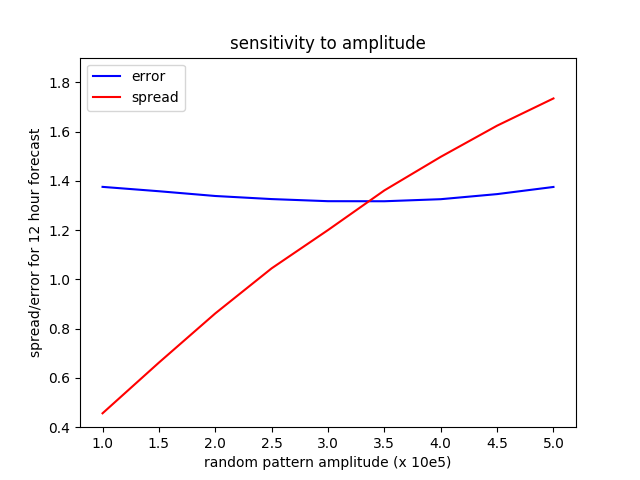 sensitivity to amplitude
error
spread
spread/error for 12 hour forecast
1.8
1.6
1.4
1.2
1.0
0.8
0.6
0.4
1.0 1.5 2.0 2.5 3.0 3.5 4.0 4.5 5.0
random pattern amplitude (x 10e5)